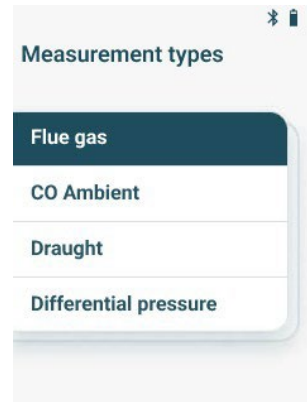 Measurement types
Flue gas
CO Ambient
Draught
Differential pressure